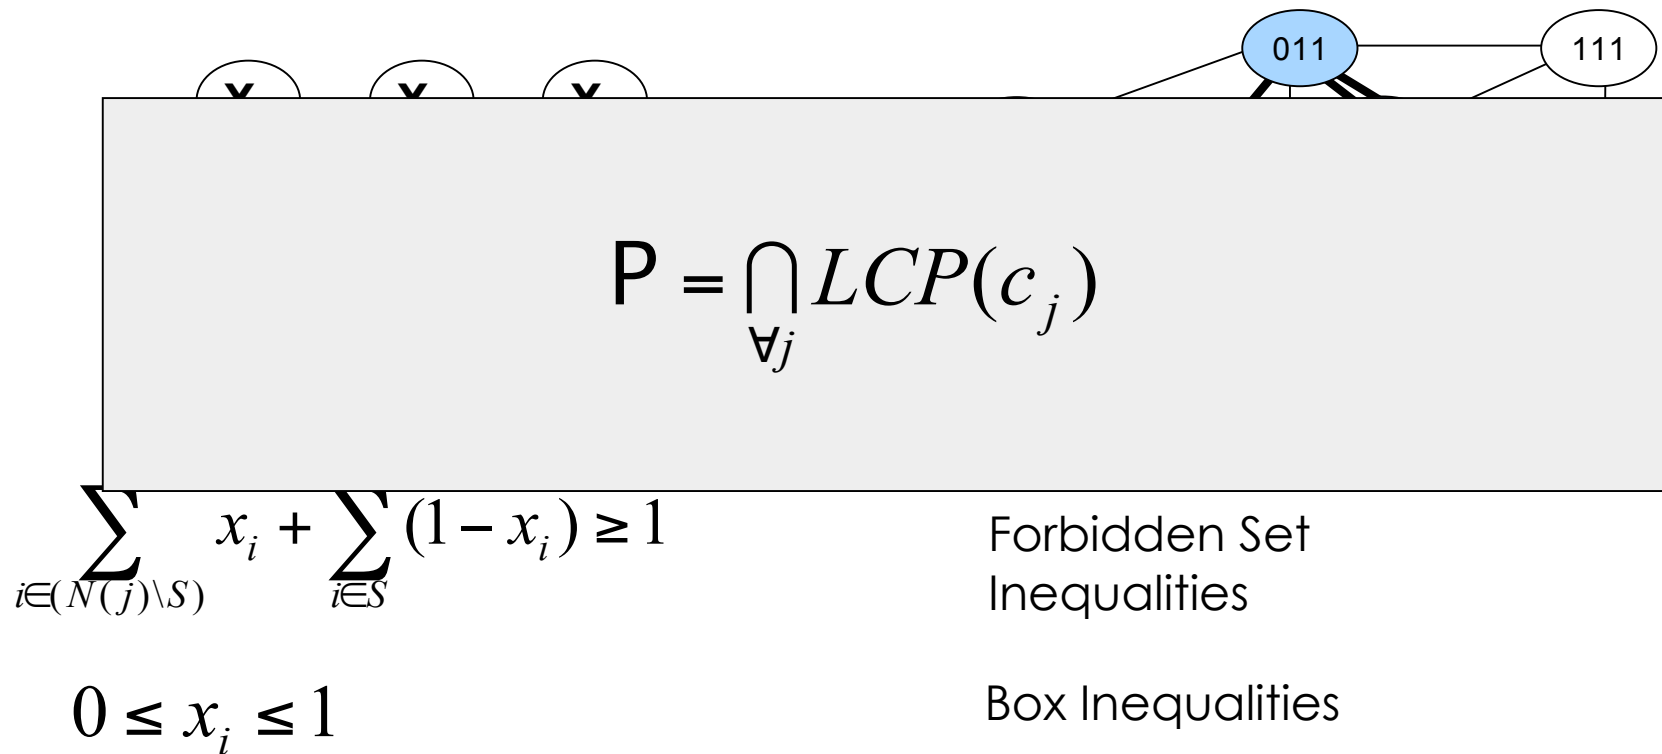 011
111
x x x
P = ⋂ LCP(c_j)
∀j
∑ x_i + ∑ (1 − x_i) ≥ 1
i∈(N(j)\S) i∈S
Forbidden Set
Inequalities
0 ≤ x_i ≤ 1
Box Inequalities